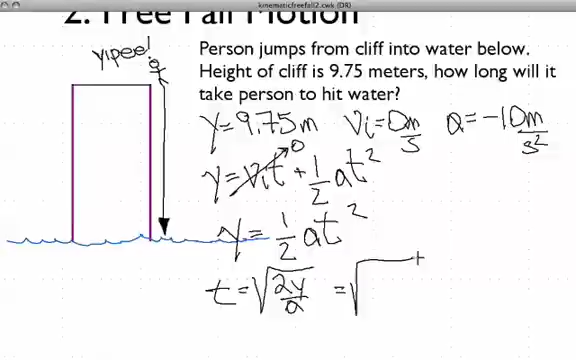 kinematicfreefall2.cwk (DR)
2. Free Fall Motion
yipee!
Person jumps from cliff into water below.
Height of cliff is 9.75 meters, how long will it
take person to hit water?
y=9.75m Vi=0m/s a=-10m/s²
y=Vit→0+1/2at²
y=1/2at²
t=√2y/a =√